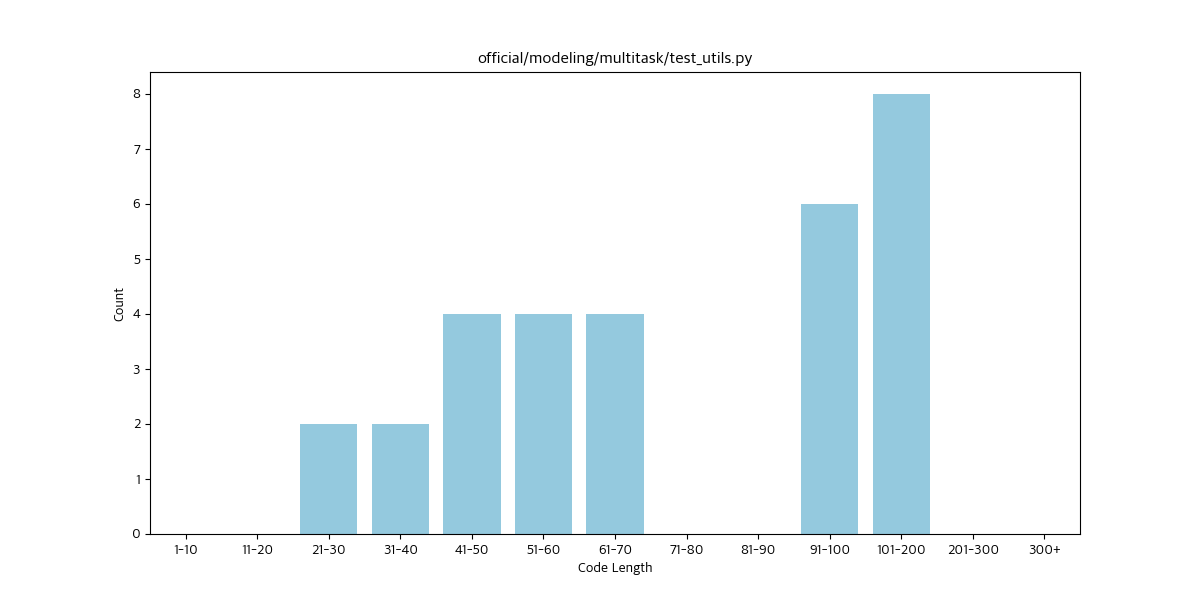 official/modeling/multitask/test_utils.py
8
7
6
5
4
3
2
1
0
Count
1-10 11-20 21-30 31-40 41-50 51-60 61-70 71-80 81-90 91-100 101-200 201-300 300+
Code Length